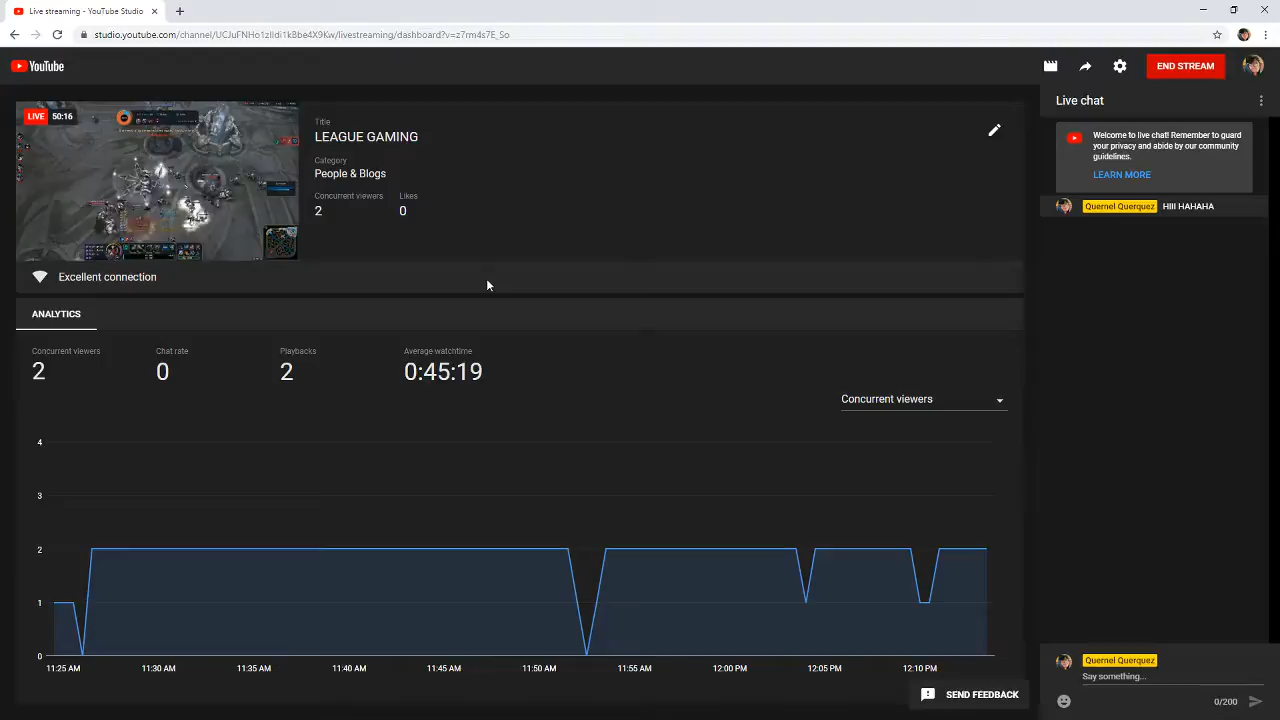 Live streaming - YouTube Studio
studio.youtube.com/channel/UCJuFNHo1zIIdi1kBbe4X9Kw/livestreaming/dashboard?v=z7rm4s7E_So
YouTube
END STREAM
LIVE 50:16
Title
LEAGUE GAMING
Category
People & Blogs
Concurrent viewers Likes
2 0
Excellent connection
ANALYTICS
Concurrent viewers Chat rate Playbacks Average watchtime
2 0 2 0:45:19
Concurrent viewers
4
3
2
1
0
11:25 AM 11:30 AM 11:35 AM 11:40 AM 11:45 AM 11:50 AM 11:55 AM 12:00 PM 12:05 PM 12:10 PM
SEND FEEDBACK
Live chat
Welcome to live chat! Remember to guard
your privacy and abide by our community
guidelines.
LEARN MORE
Quernel Querquez HIII HAHAHA
Quernel Querquez
Say something...
0/200